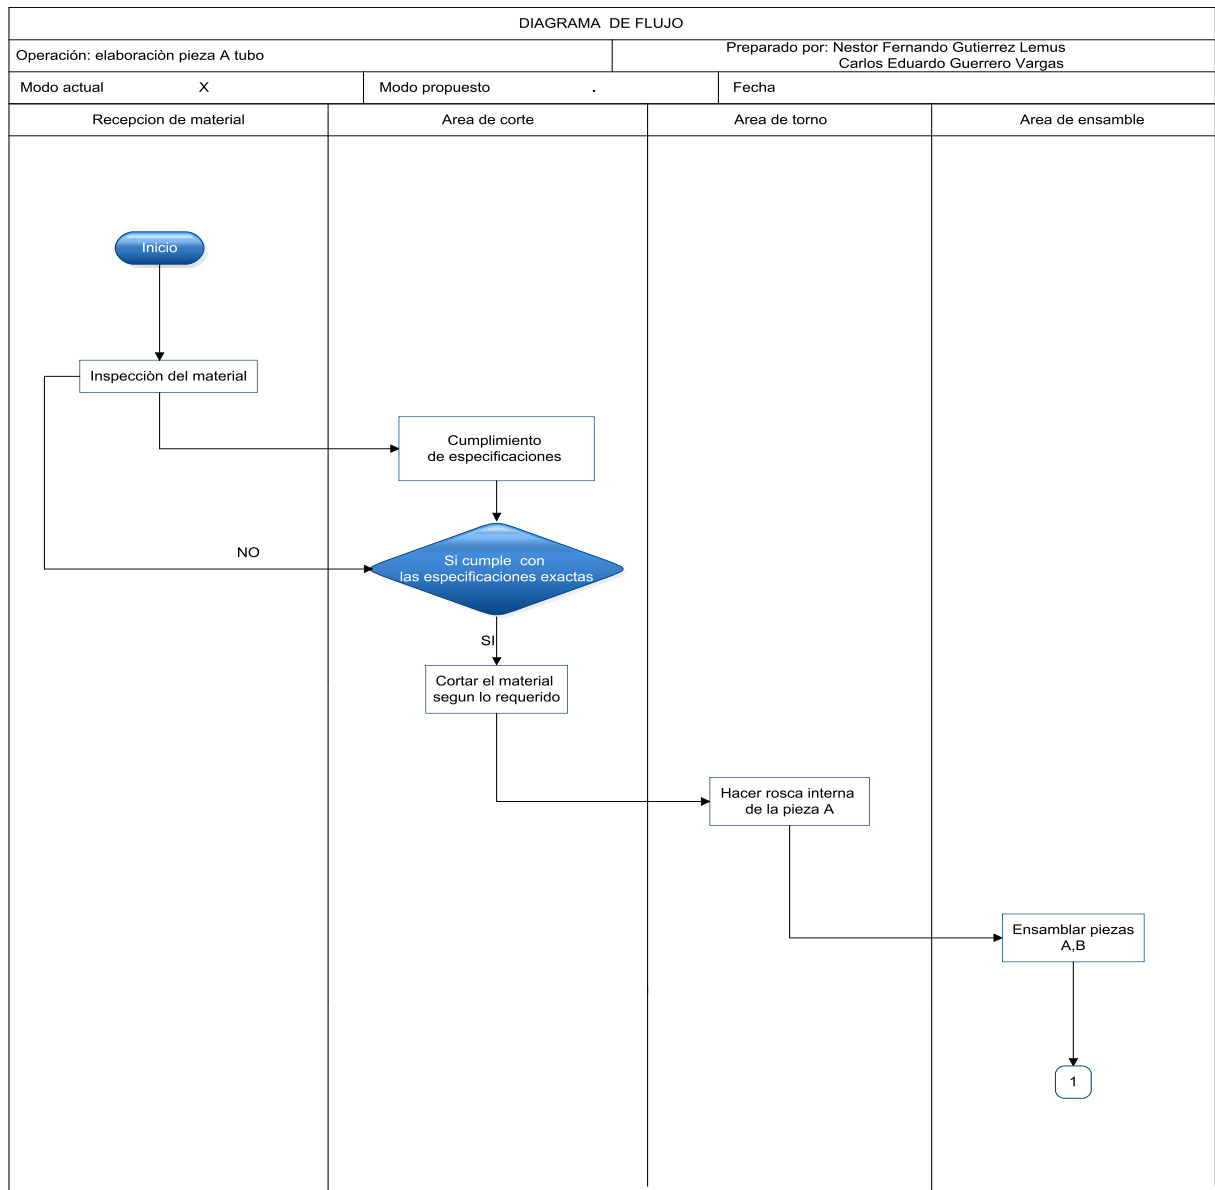 DIAGRAMA  DE FLUJO
Operación: elaboraciòn pieza A tubo
Preparado por: Nestor Fernando Gutierrez Lemus
Carlos Eduardo Guerrero Vargas
Modo actual X
Modo propuesto .
Fecha
Recepcion de material
Area de corte
Area de torno
Area de ensamble
Inicio
Inspecciòn del material
Cumplimiento
de especificaciones
NO
Si cumple  con
las especificaciones exactas
SI
Cortar el material
segun lo requerido
Hacer rosca interna
de la pieza A
Ensamblar piezas
A,B
1